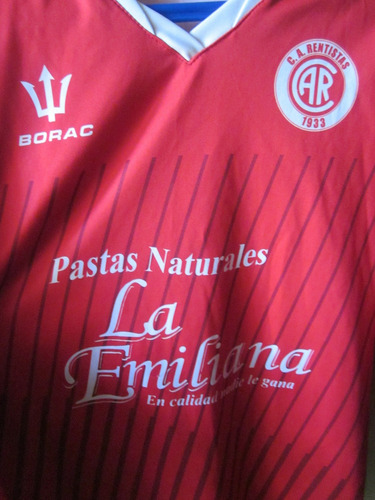 BORAC
C. A. RENTISTAS
CAR
1933
Pastas Naturales
La
Emiliana
En calidad nadie le gana